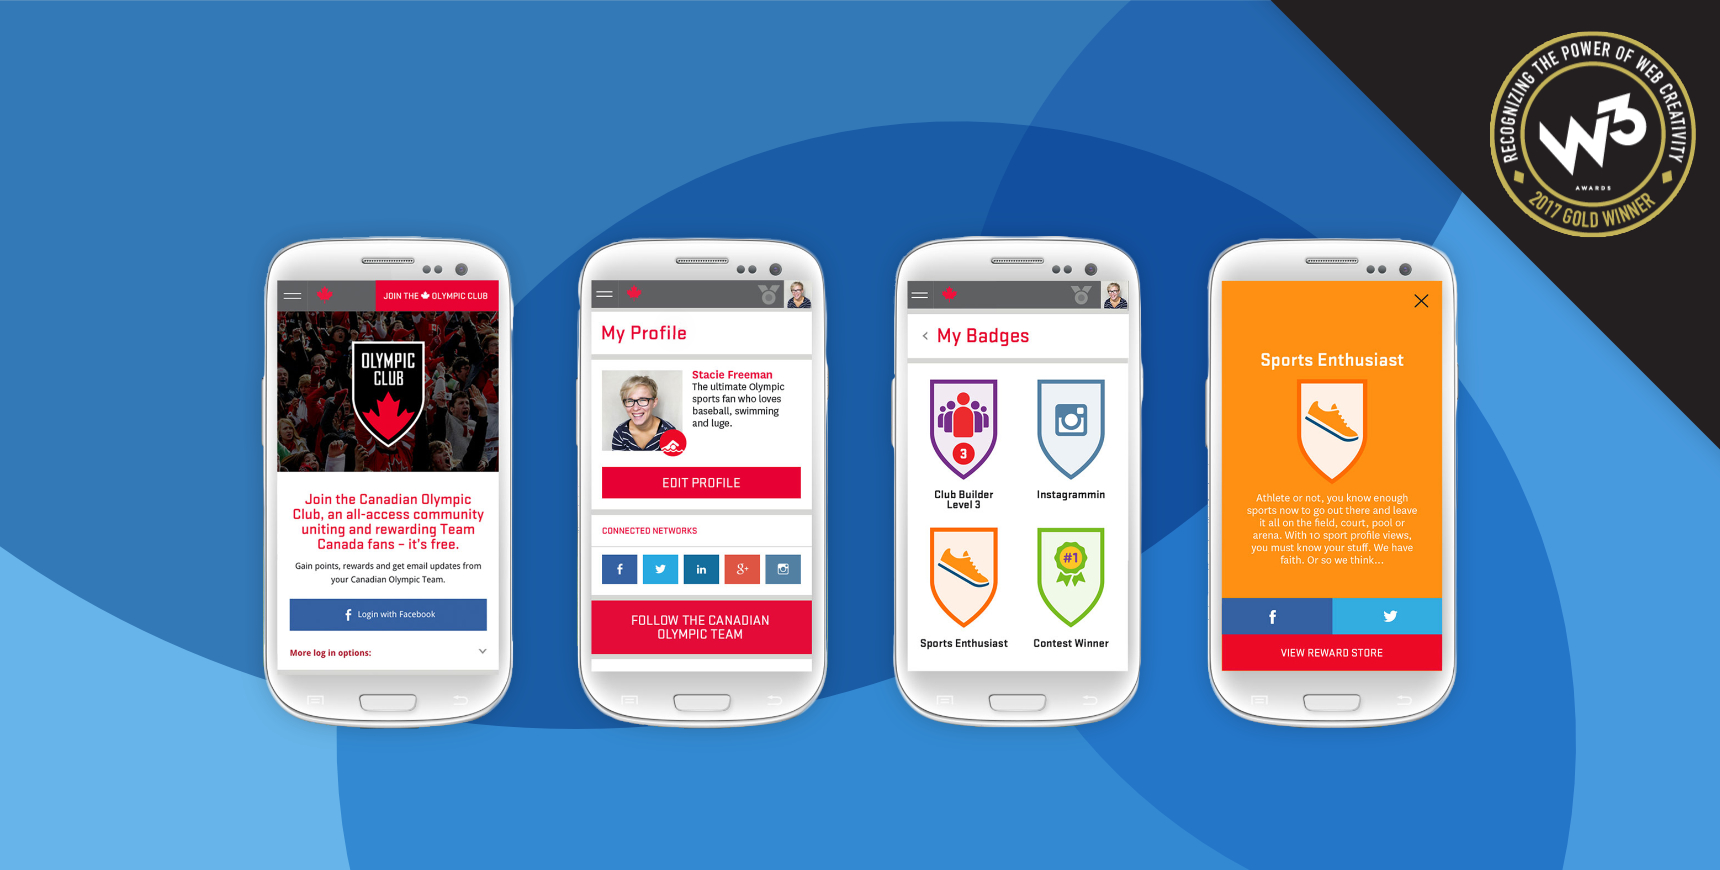 RECOGNIZING THE POWER OF WEB CREATIVITY
W3
AWARDS
2017 GOLD WINNER
JOIN THE OLYMPIC CLUB
OLYMPIC
CLUB
Join the Canadian Olympic
Club, an all-access community
uniting and rewarding Team
Canada fans – it's free.
Gain points, rewards and get email updates from
your Canadian Olympic Team.
f Login with Facebook
More log in options:
My Profile
Stacie Freeman
The ultimate Olympic
sports fan who loves
baseball, swimming
and luge.
EDIT PROFILE
CONNECTED NETWORKS
f in g+
FOLLOW THE CANADIAN
OLYMPIC TEAM
< My Badges
3
Club Builder
Level 3
Instagrammin
Sports Enthusiast
#1
Contest Winner
Sports Enthusiast
Athlete or not, you know enough
sports now to go out there and leave
it all on the field, court, pool or
arena. With 10 sport profile views,
you must know your stuff. We have
faith. Or so we think...
f
VIEW REWARD STORE